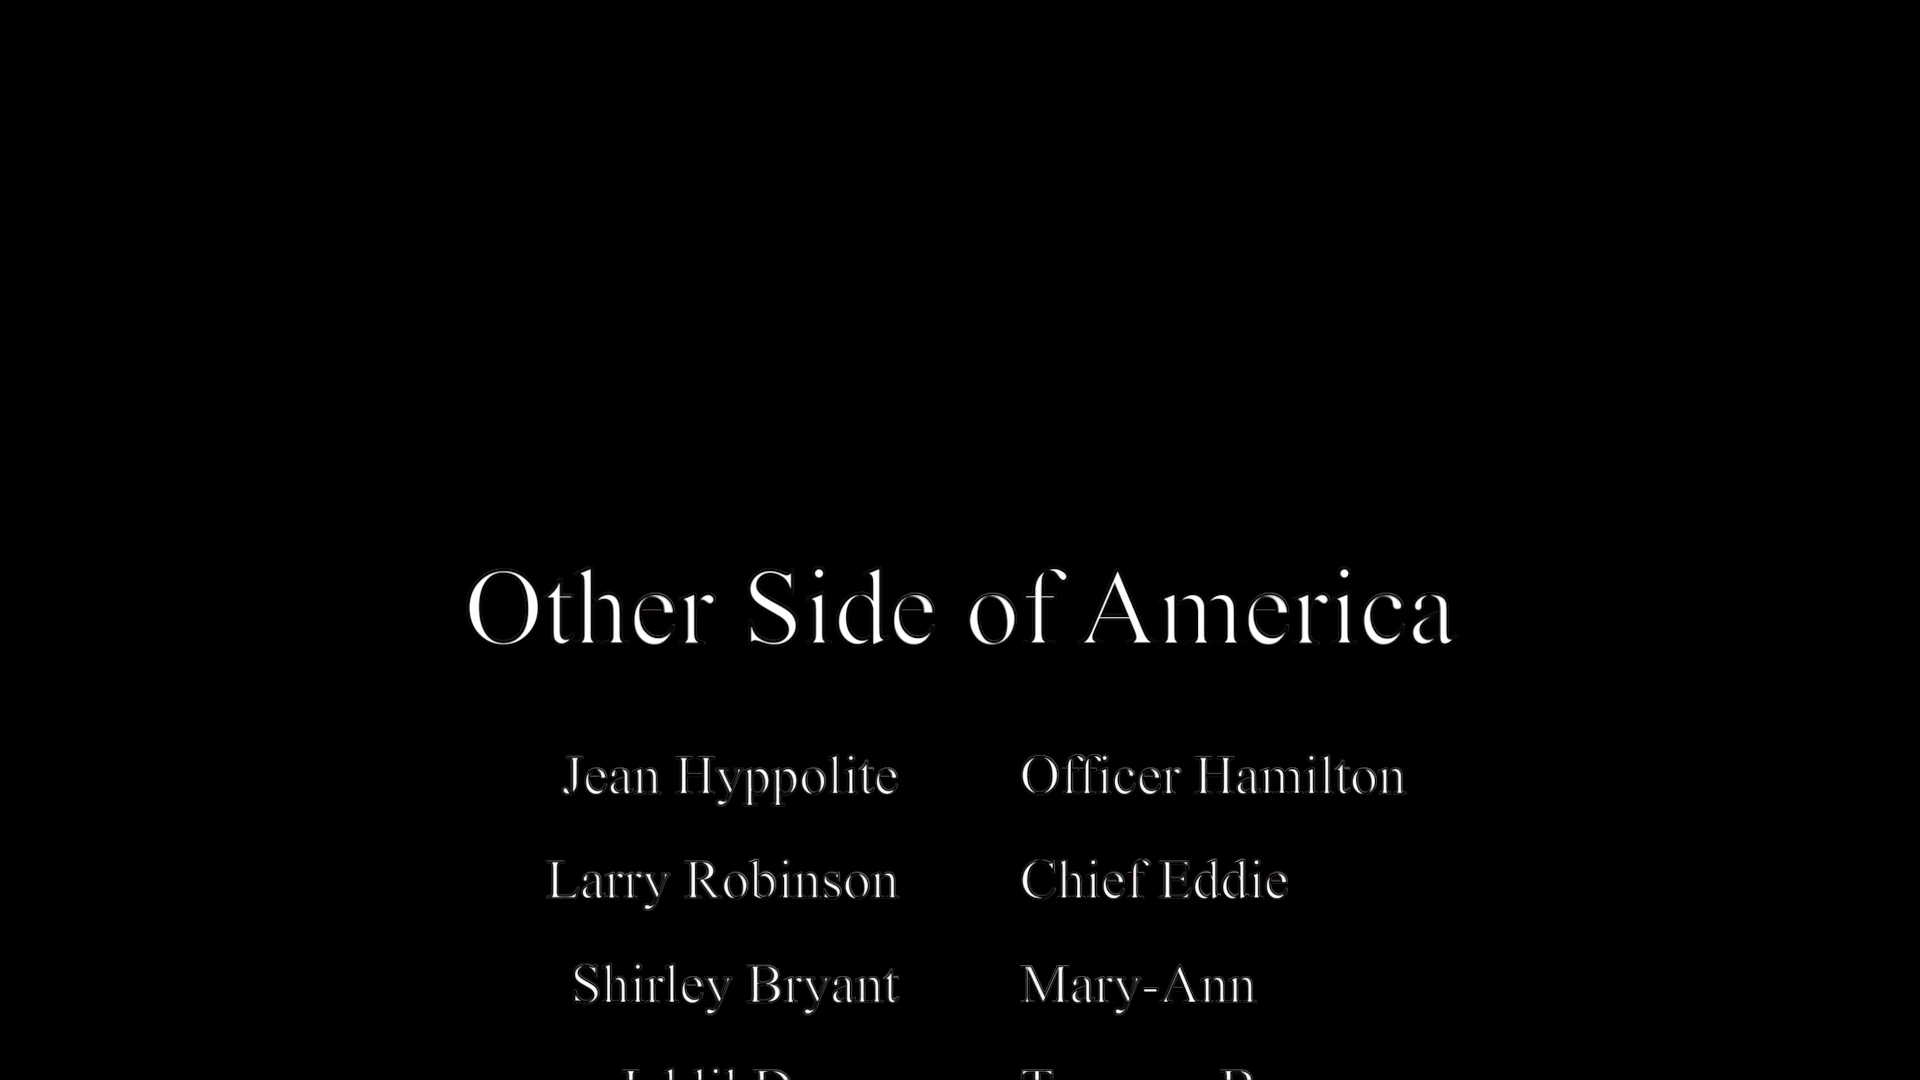 Other Side of America
Jean Hyppolite Officer Hamilton
Larry Robinson Chief Eddie
Shirley Bryant Mary-Ann